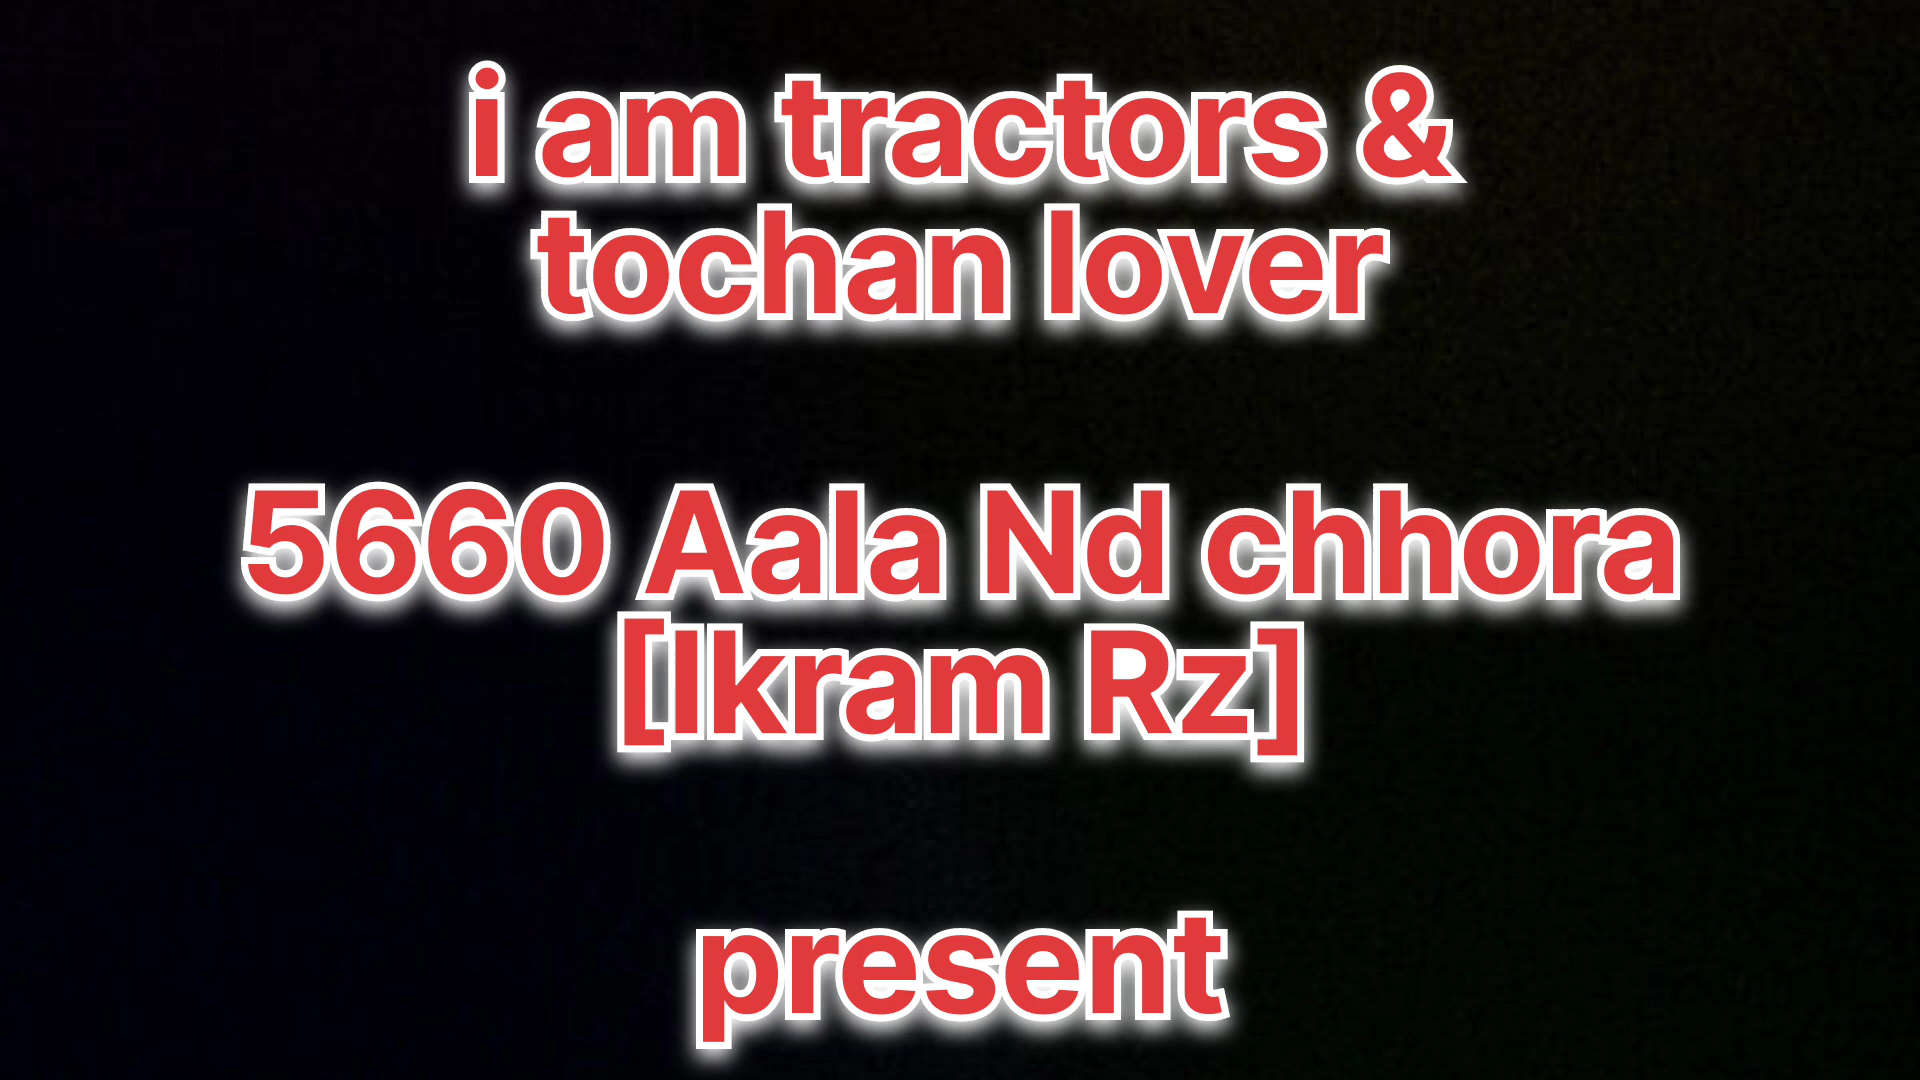 i am tractors &
tochan lover
5660 Aala Nd chhora
[Ikram Rz]
present